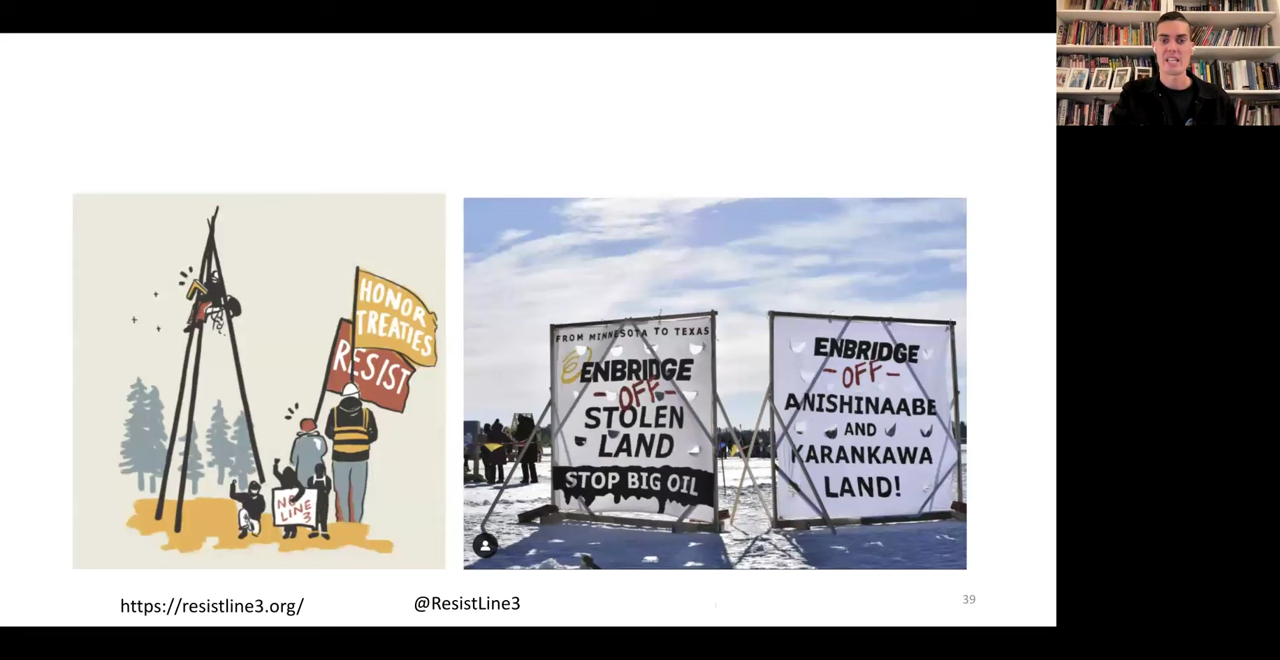 HONOR
TREATIES
RESIST
NO
LINE
3
FROM MINNESOTA TO TEXAS
ENBRIDGE
-OFF-
STOLEN
LAND
STOP BIG OIL
ENBRIDGE
-OFF-
ANISHINAABE
AND
KARANKAWA
LAND!
https://resistline3.org/
@ResistLine3
39